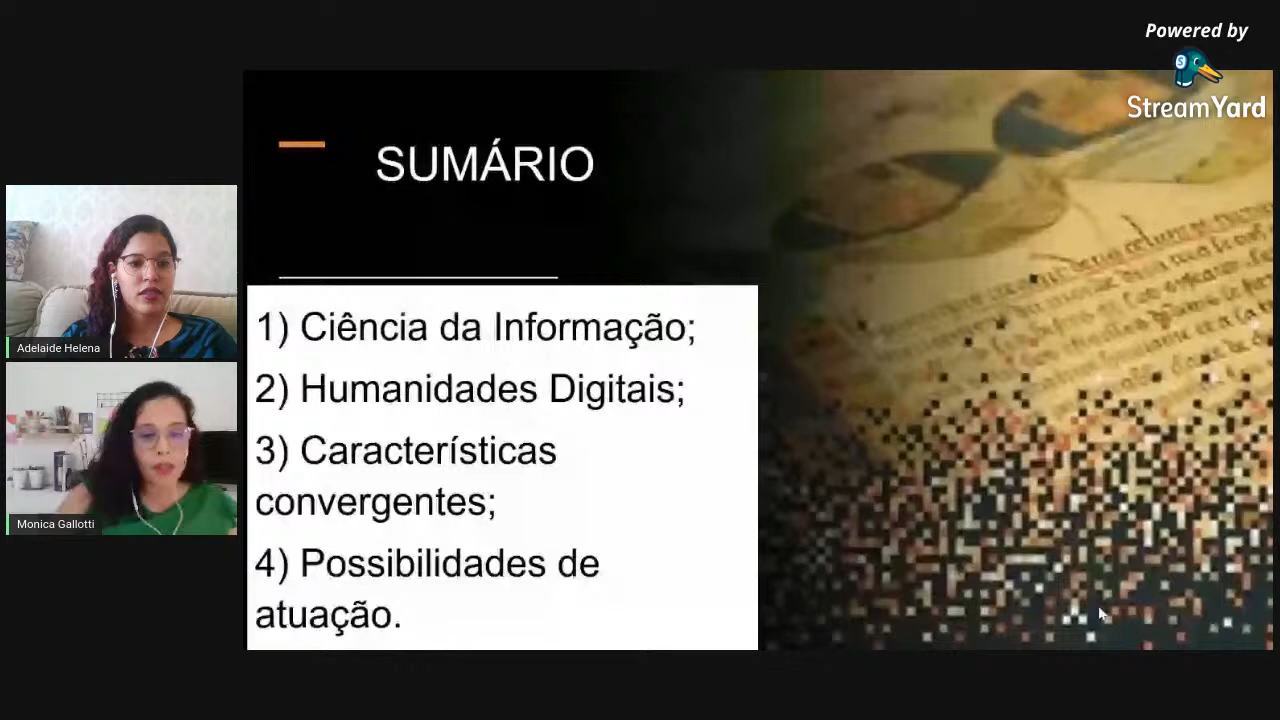 Powered by
StreamYard
SUMÁRIO
1) Ciência da Informação;
2) Humanidades Digitais;
3) Características
convergentes;
4) Possibilidades de
atuação.
Adelaide Helena
Monica Gallotti